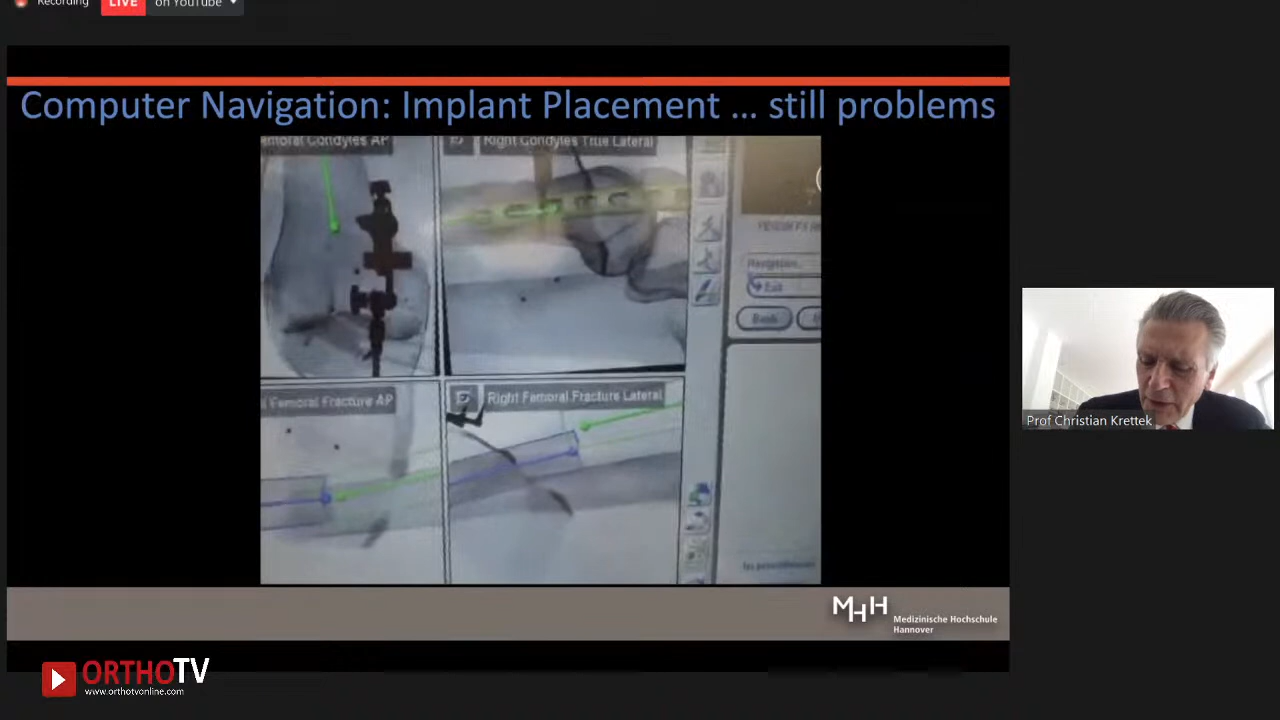 Recording
LIVE
on YouTube
Computer Navigation: Implant Placement ... still problems
Femoral Condyles AP
Right Condyles True Lateral
Navigation
Exit
Back
Femoral Fracture AP
Right Femoral Fracture Lateral
MHH
Medizinische Hochschule
Hannover
Prof Christian Krettek
ORTHOTV
www.orthotvonline.com